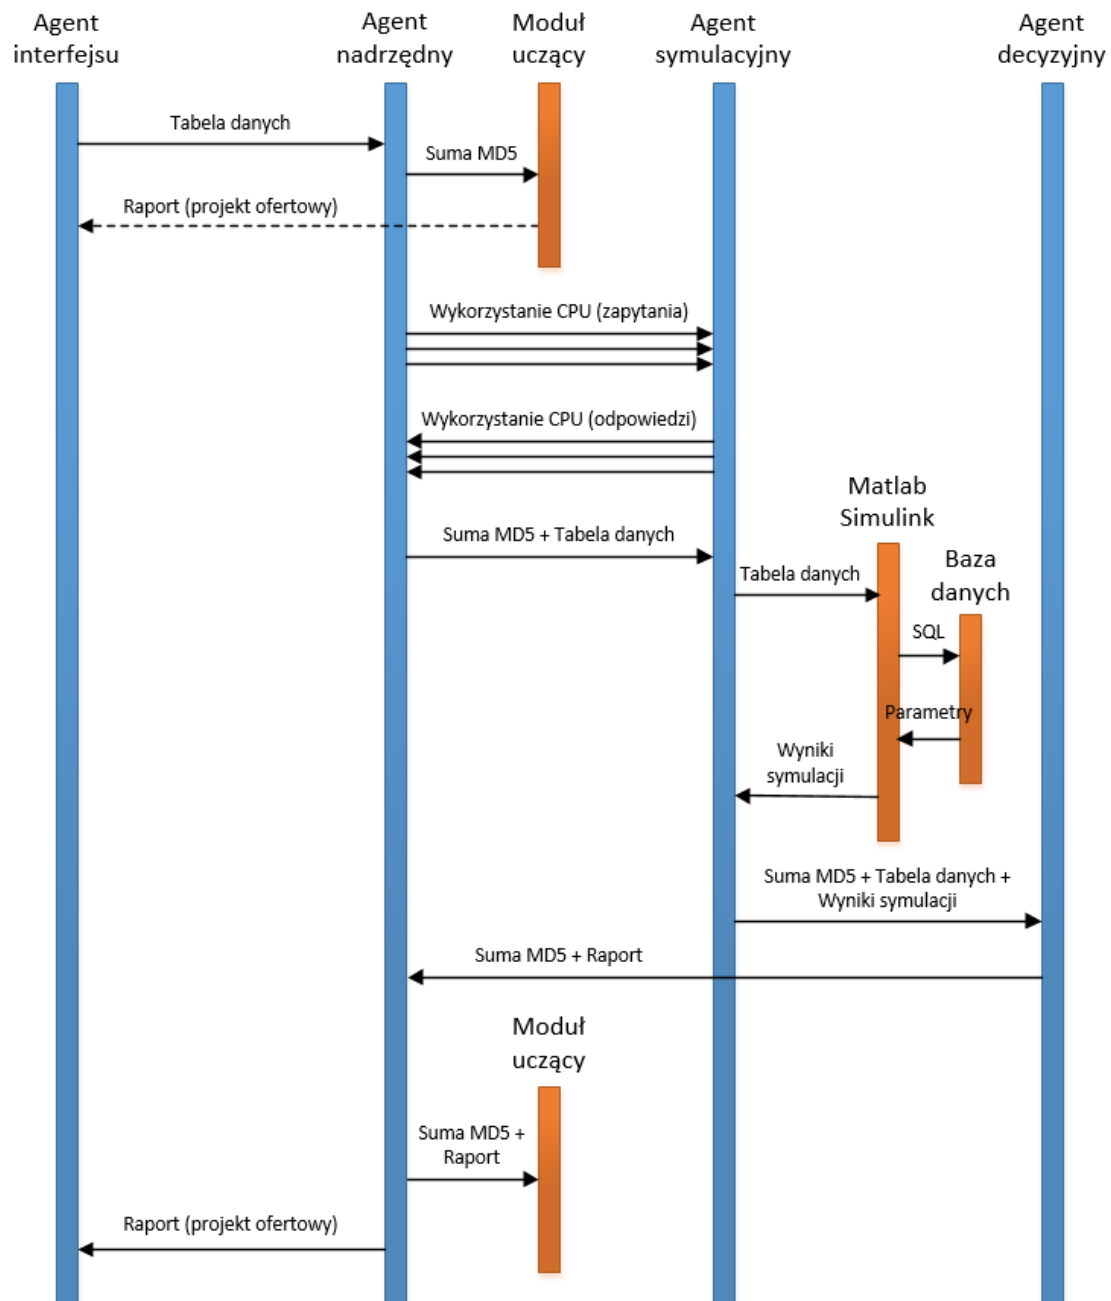 Agent
interfejsu
Agent
nadrzędny
Moduł
uczący
Agent
symulacyjny
Agent
decyzyjny
Tabela danych
Suma MD5
Raport (projekt ofertowy)
Wykorzystanie CPU (zapytania)
Wykorzystanie CPU (odpowiedzi)
Matlab
Simulink
Suma MD5 + Tabela danych
Baza
danych
Tabela danych
SQL
Parametry
Wyniki
symulacji
Suma MD5 + Tabela danych +
Wyniki symulacji
Suma MD5 + Raport
Moduł
uczący
Suma MD5 +
Raport
Raport (projekt ofertowy)